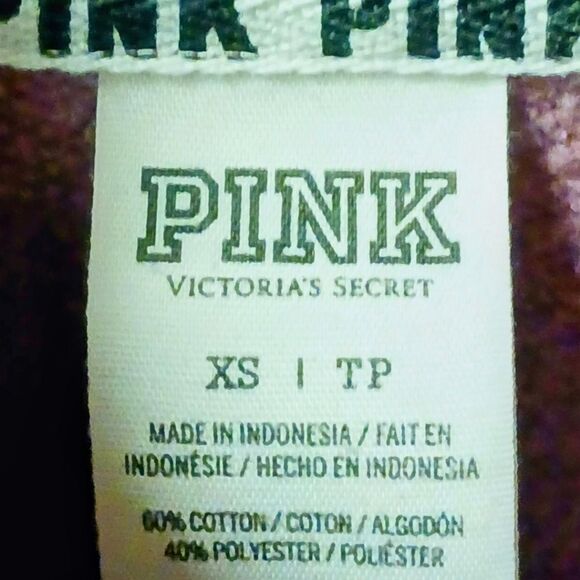 PINK PINK
PINK
VICTORIA'S SECRET
XS | TP
MADE IN INDONESIA / FAIT EN
INDONÉSIE / HECHO EN INDONESIA
60% COTTON / COTON / ALGODÓN
40% POLYESTER / POLIÉSTER